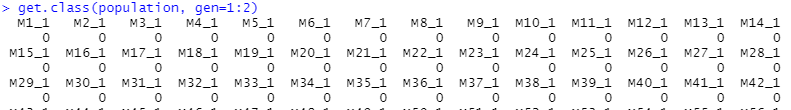 > get.class(population, gen=1:2)
M1_1 M2_1 M3_1 M4_1 M5_1 M6_1 M7_1 M8_1 M9_1 M10_1 M11_1 M12_1 M13_1 M14_1
0 0 0 0 0 0 0 0 0 0 0 0 0 0
M15_1 M16_1 M17_1 M18_1 M19_1 M20_1 M21_1 M22_1 M23_1 M24_1 M25_1 M26_1 M27_1 M28_1
0 0 0 0 0 0 0 0 0 0 0 0 0 0
M29_1 M30_1 M31_1 M32_1 M33_1 M34_1 M35_1 M36_1 M37_1 M38_1 M39_1 M40_1 M41_1 M42_1
0 0 0 0 0 0 0 0 0 0 0 0 0 0